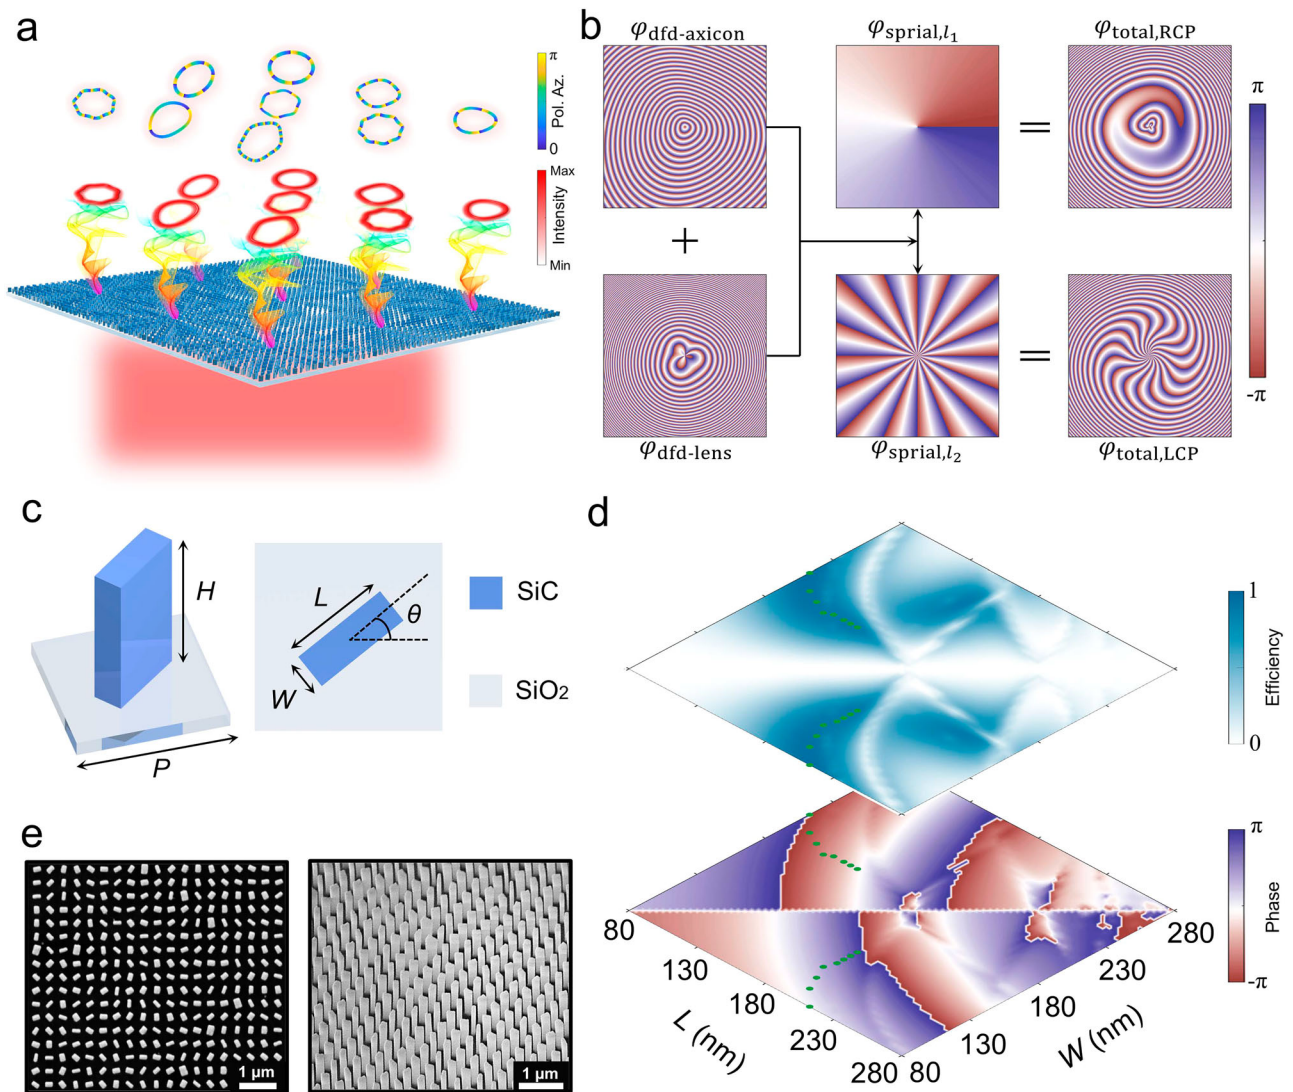 a
π
Pol. Az.
0
Max
Intensity
Min
b
φdfd-axicon
φsprial,l1
φtotal,RCP
+
=
=
φdfd-lens
φsprial,l2
φtotal,LCP
π
-π
c
H
P
L
θ
W
SiC
SiO2
d
1
Efficiency
0
π
Phase
-π
80
130
180
230
280
L (nm)
80
130
180
230
280
W (nm)
e
1 µm
1 µm